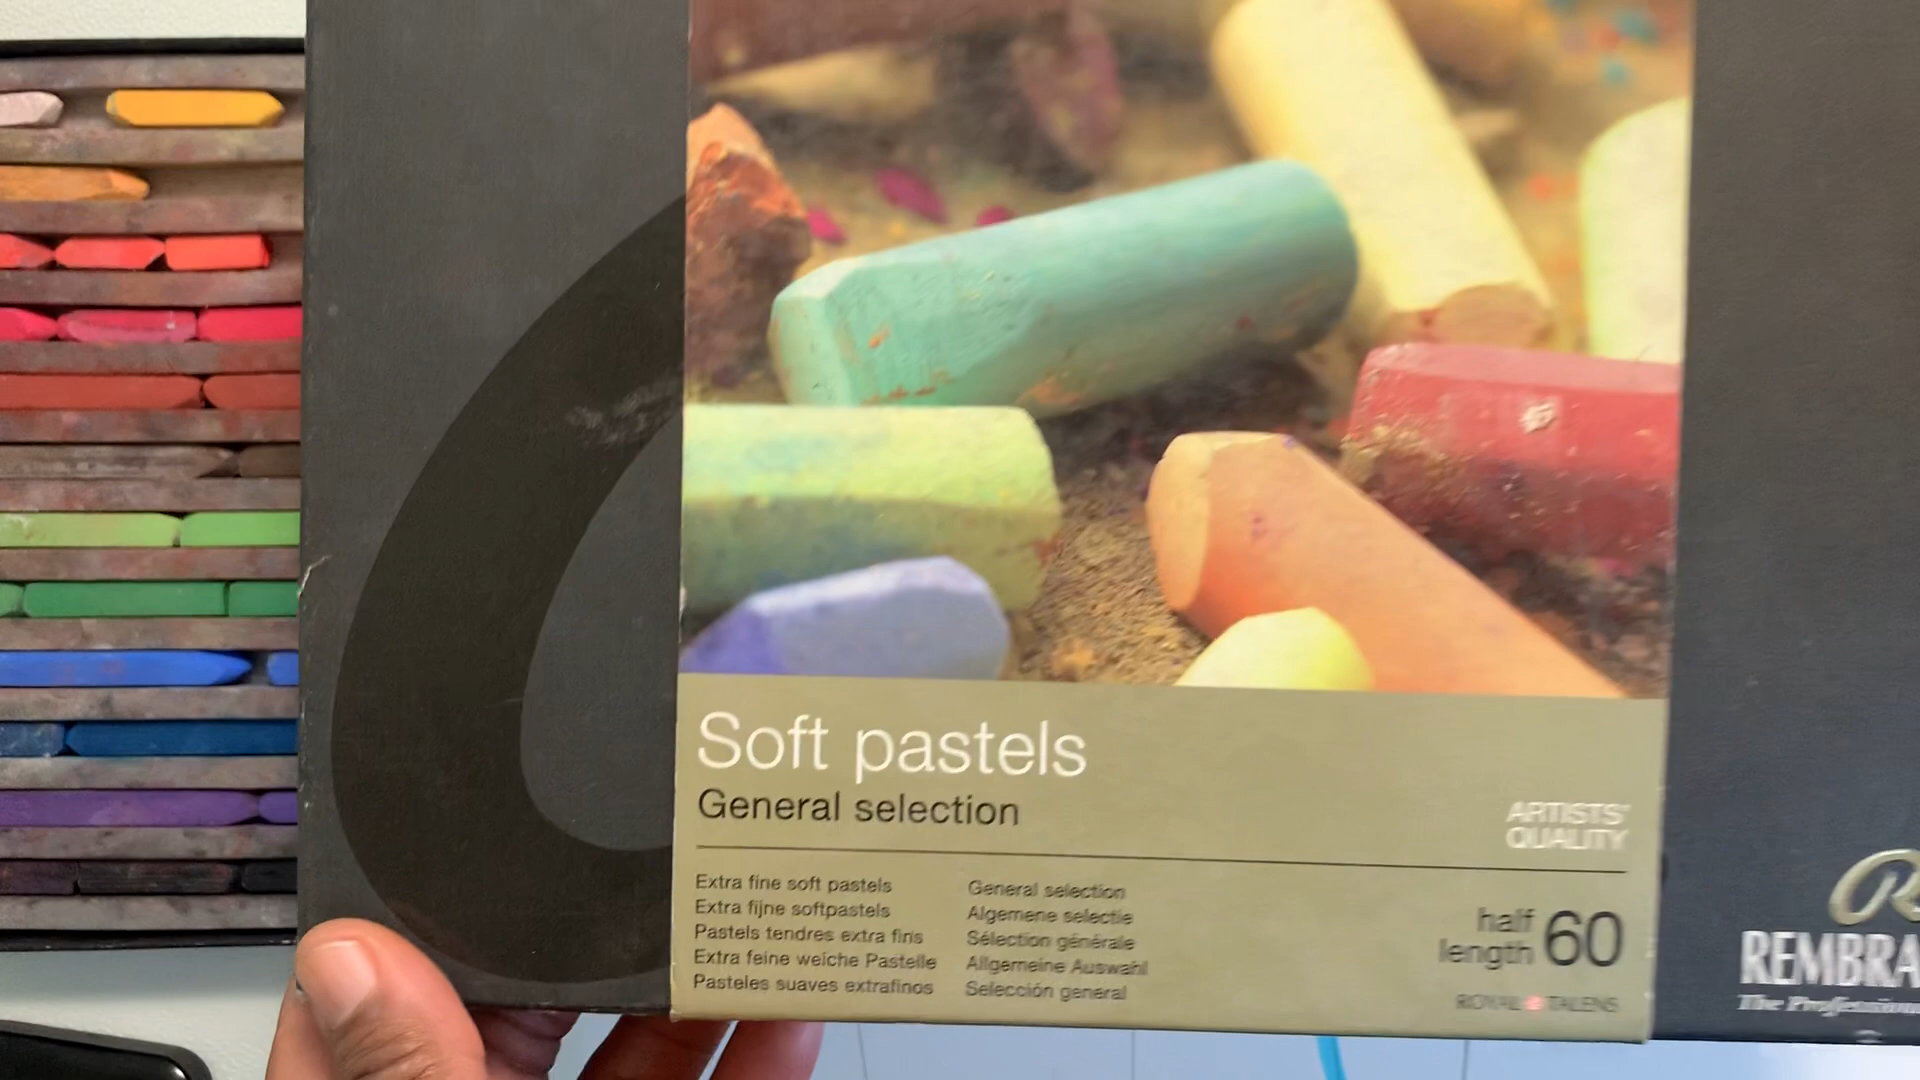 Soft pastels
General selection
ARTISTS'
QUALITY
Extra fine soft pastels
Extra fijne softpastels
Pastels tendres extra fins
Extra feine weiche Pastelle
Pasteles suaves extrafinos
General selection
Algemene selectie
Sélection générale
Allgemeine Auswahl
Selección general
half
length 60
ROYAL TALENS
R
REMBRA
The Profession